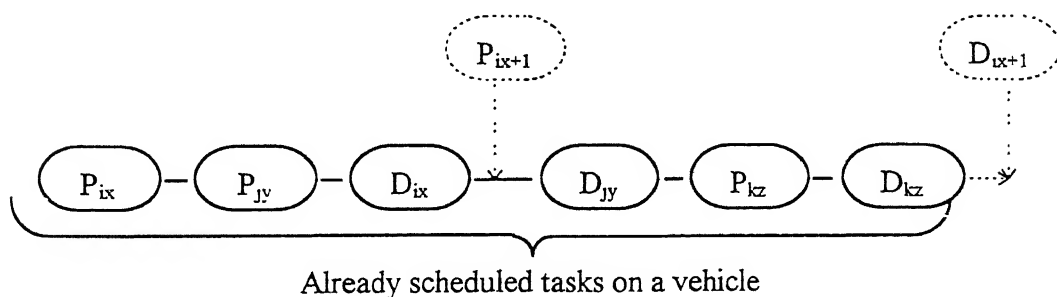 P_ix+1 D_ix+1
P_ix P_jy D_ix D_jy P_kz D_kz
Already scheduled tasks on a vehicle